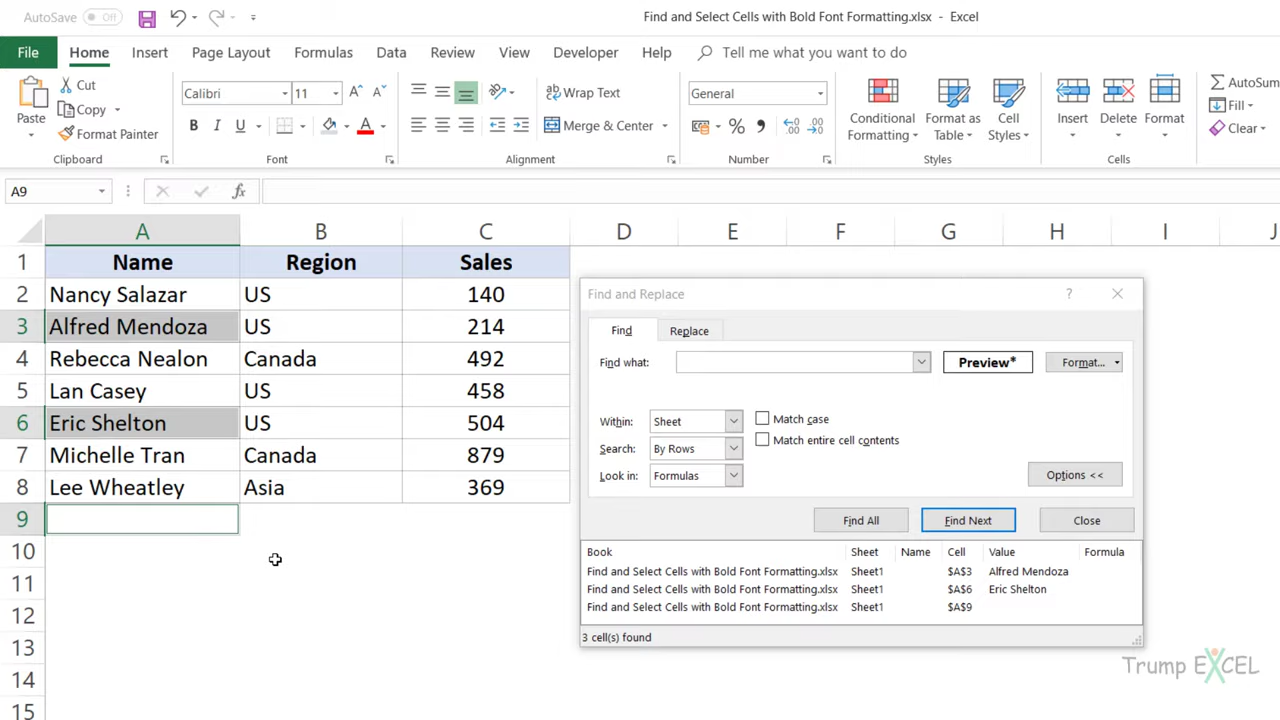 AutoSave Off
Find and Select Cells with Bold Font Formatting.xlsx - Excel
File Home Insert Page Layout Formulas Data Review View Developer Help Tell me what you want to do
Paste
Cut
Copy
Format Painter
Clipboard
Calibri 11
B I U
Font
Wrap Text
Merge & Center
Alignment
General
Number
Conditional Formatting
Format as Table
Cell Styles
Styles
Insert Delete Format
Cells
AutoSum
Fill
Clear
A9 fx
A B C D E F G H I J
1 Name Region Sales
2 Nancy Salazar US 140
3 Alfred Mendoza US 214
4 Rebecca Nealon Canada 492
5 Lan Casey US 458
6 Eric Shelton US 504
7 Michelle Tran Canada 879
8 Lee Wheatley Asia 369
9
10
11
12
13
14
15
Find and Replace ?
Find Replace
Find what: Preview* Format...
Within: Sheet Match case
Search: By Rows Match entire cell contents
Look in: Formulas Options <<
Find All Find Next Close
Book Sheet Name Cell Value Formula
Find and Select Cells with Bold Font Formatting.xlsx Sheet1 $A$3 Alfred Mendoza
Find and Select Cells with Bold Font Formatting.xlsx Sheet1 $A$6 Eric Shelton
Find and Select Cells with Bold Font Formatting.xlsx Sheet1 $A$9
3 cell(s) found
Trump EXCEL